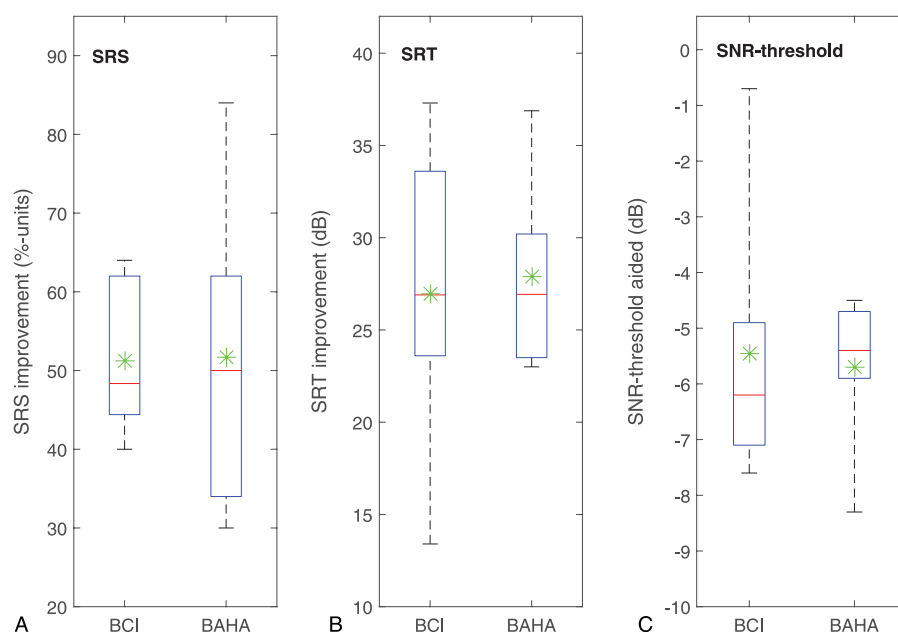 SRS
SRS improvement (%-units)
90
80
70
60
50
40
30
20
BCI
BAHA
A
SRT
SRT improvement (dB)
40
35
30
25
20
15
10
BCI
BAHA
B
SNR-threshold
SNR-threshold aided (dB)
0
-1
-2
-3
-4
-5
-6
-7
-8
-9
-10
BCI
BAHA
C